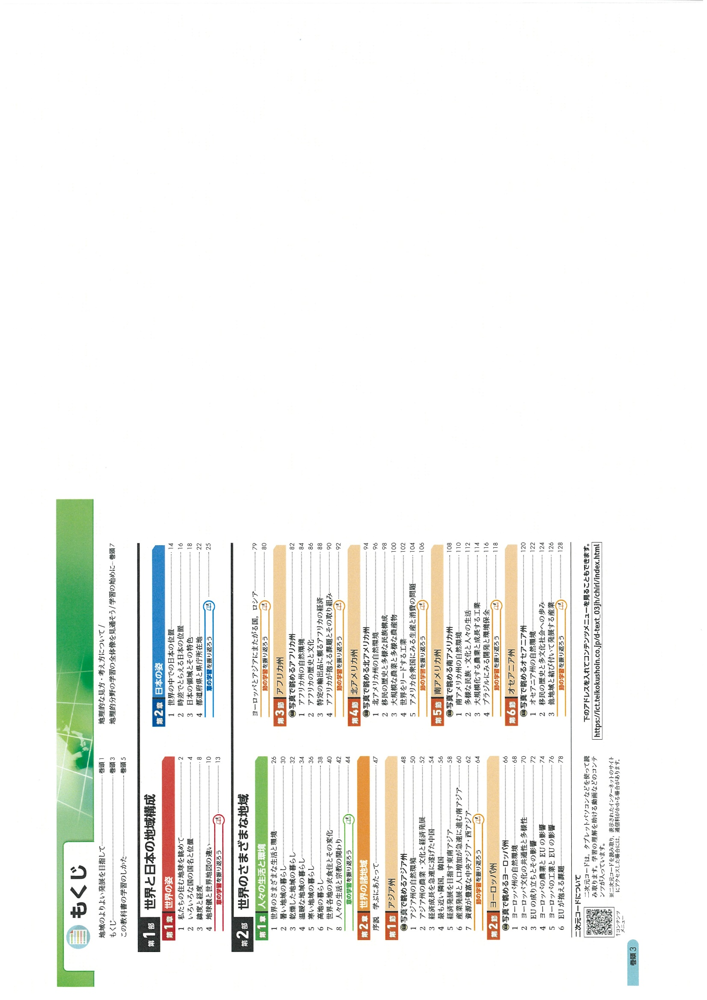 もくじ
地域のよりよい発展を目指して 巻頭1
もくじ 巻頭3
この教科書の学習のしかた 巻頭5
地理的な見方・考え方について /
地理的分野の学習の全体像を見通そう / 学習の始めに 巻頭7
第1部 世界と日本の地域構成
第1章 世界の姿
1 私たちの住む地球を眺めて 2
2 いろいろな国の国名と位置 4
3 緯度と経度 8
4 地球儀と世界地図の違い 10
章の学習を振り返ろう 13
第2章 日本の姿
1 世界の中での日本の位置 14
2 時差でとらえる日本の位置 16
3 日本の領域とその特色 18
4 都道府県と県庁所在地 22
章の学習を振り返ろう 25
第2部 世界のさまざまな地域
第1章 人々の生活と環境
1 世界のさまざまな生活と環境 26
2 暑い地域の暮らし 30
3 乾燥した地域の暮らし 32
4 温暖な地域の暮らし 34
5 寒い地域の暮らし 36
6 高地の暮らし 38
7 世界各地の衣食住とその変化 40
8 人々の生活と宗教の関わり 42
章の学習を振り返ろう 44
第2章 世界の諸地域
序説 学ぶにあたって 47
第1節 アジア州
写真で眺めるアジア州 48
1 アジア州の自然環境 50
2 アジア州の農業・文化と経済発展 52
3 経済成長を急速に遂げた中国 54
4 最も近い隣国，韓国 56
5 経済発展を目指す東南アジア 58
6 産業発展と人口増加が急速に進む南アジア 60
7 資源が豊富な中央アジア・西アジア 62
節の学習を振り返ろう 64
第2節 ヨーロッパ州
写真で眺めるヨーロッパ州 66
1 ヨーロッパ州の自然環境 68
2 ヨーロッパ文化の共通性と多様性 70
3 EUの成り立ちとその影響 72
4 ヨーロッパの農業とEUの影響 74
5 ヨーロッパの工業とEUの影響 76
6 EUが抱える課題 78
ヨーロッパとアジアにまたがる国，ロシア 79
節の学習を振り返ろう 80
第3節 アフリカ州
写真で眺めるアフリカ州 82
1 アフリカ州の自然環境 84
2 アフリカの歴史と文化 86
3 特定の輸出品に頼るアフリカの経済 88
4 アフリカが抱える課題とその取り組み 90
節の学習を振り返ろう 92
第4節 北アメリカ州
写真で眺める北アメリカ州 94
1 北アメリカ州の自然環境 96
2 移民の歴史と多様な民族構成 98
3 大規模な農業と多様な農産物 100
4 世界をリードする工業 102
5 アメリカ合衆国にみる生産と消費の問題 104
節の学習を振り返ろう 106
第5節 南アメリカ州
写真で眺める南アメリカ州 108
1 南アメリカ州の自然環境 110
2 多様な民族・文化と人々の生活 112
3 大規模化する農業と成長する工業 114
4 ブラジルにみる開発と環境保全 116
節の学習を振り返ろう 118
第6節 オセアニア州
写真で眺めるオセアニア州 120
1 オセアニア州の自然環境 122
2 移民の歴史と多文化社会への歩み 124
3 他地域と結び付いて発展する産業 126
節の学習を振り返ろう 128
二次元コードについて
二次元コードは，タブレットパソコンなどを使って読
み取ります。学習の理解を助ける動画などのコンテ
ンツが入っています。
※二次元コードを読み取り，表示されたインターネットのサイト
にアクセスした場合には，通信料がかかる場合があります。
↑コンテンツ
メニュー
下のアドレスを入れてコンテンツメニューを見ることもできます。
https://ict.teikokushoin.co.jp/d-text_03jh/chiri/index.html
巻頭3